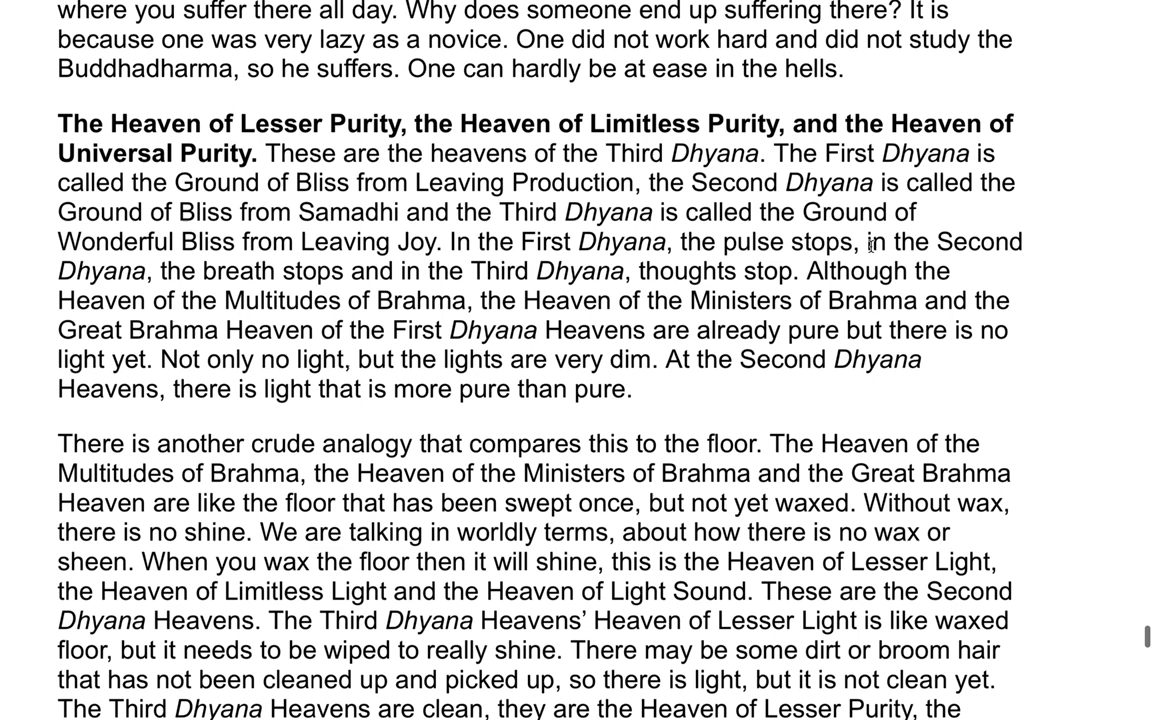 where you suffer there all day. Why does someone end up suffering there? It is
because one was very lazy as a novice. One did not work hard and did not study the
Buddhadharma, so he suffers. One can hardly be at ease in the hells.
The Heaven of Lesser Purity, the Heaven of Limitless Purity, and the Heaven of
Universal Purity. These are the heavens of the Third Dhyana. The First Dhyana is
called the Ground of Bliss from Leaving Production, the Second Dhyana is called the
Ground of Bliss from Samadhi and the Third Dhyana is called the Ground of
Wonderful Bliss from Leaving Joy. In the First Dhyana, the pulse stops, in the Second
Dhyana, the breath stops and in the Third Dhyana, thoughts stop. Although the
Heaven of the Multitudes of Brahma, the Heaven of the Ministers of Brahma and the
Great Brahma Heaven of the First Dhyana Heavens are already pure but there is no
light yet. Not only no light, but the lights are very dim. At the Second Dhyana
Heavens, there is light that is more pure than pure.
There is another crude analogy that compares this to the floor. The Heaven of the
Multitudes of Brahma, the Heaven of the Ministers of Brahma and the Great Brahma
Heaven are like the floor that has been swept once, but not yet waxed. Without wax,
there is no shine. We are talking in worldly terms, about how there is no wax or
sheen. When you wax the floor then it will shine, this is the Heaven of Lesser Light,
the Heaven of Limitless Light and the Heaven of Light Sound. These are the Second
Dhyana Heavens. The Third Dhyana Heavens’ Heaven of Lesser Light is like waxed
floor, but it needs to be wiped to really shine. There may be some dirt or broom hair
that has not been cleaned up and picked up, so there is light, but it is not clean yet.
The Third Dhyana Heavens are clean, they are the Heaven of Lesser Purity, the